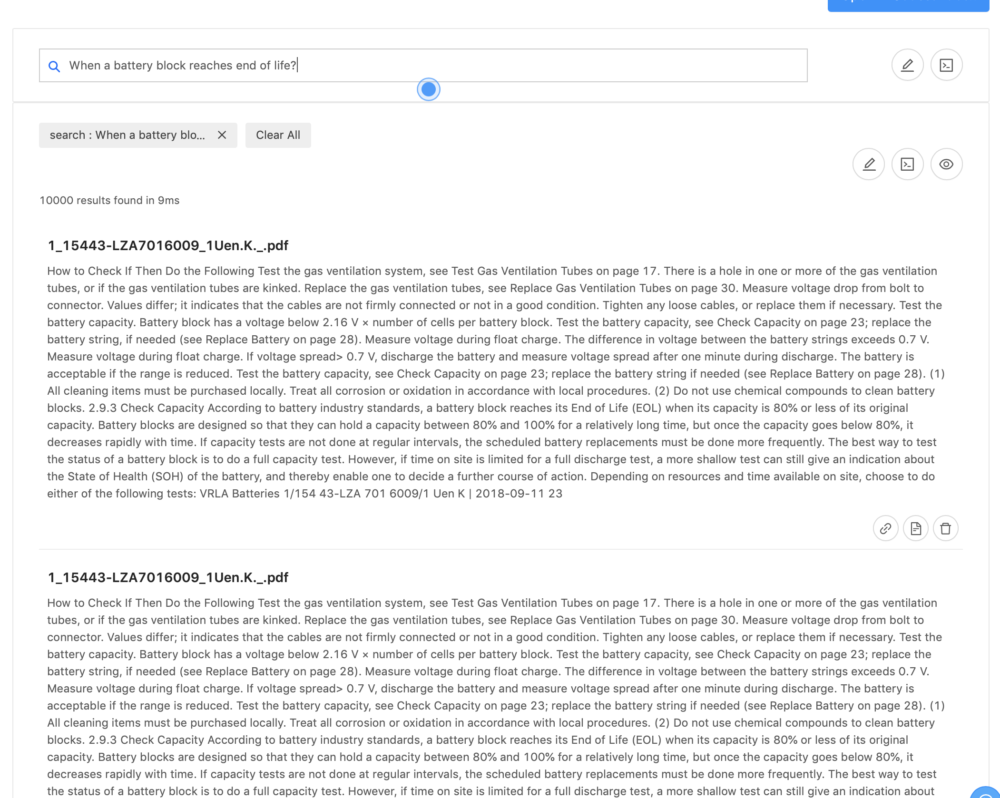 When a battery block reaches end of life?
search : When a battery blo...
Clear All
10000 results found in 9ms
1_15443-LZA7016009_1Uen.K._.pdf
How to Check If Then Do the Following Test the gas ventilation system, see Test Gas Ventilation Tubes on page 17. There is a hole in one or more of the gas ventilation
tubes, or if the gas ventilation tubes are kinked. Replace the gas ventilation tubes, see Replace Gas Ventilation Tubes on page 30. Measure voltage drop from bolt to
connector. Values differ; it indicates that the cables are not firmly connected or not in a good condition. Tighten any loose cables, or replace them if necessary. Test the
battery capacity. Battery block has a voltage below 2.16 V × number of cells per battery block. Test the battery capacity, see Check Capacity on page 23; replace the
battery string, if needed (see Replace Battery on page 28). Measure voltage during float charge. The difference in voltage between the battery strings exceeds 0.7 V.
Measure voltage during float charge. If voltage spread> 0.7 V, discharge the battery and measure voltage spread after one minute during discharge. The battery is
acceptable if the range is reduced. Test the battery capacity, see Check Capacity on page 23; replace the battery string if needed (see Replace Battery on page 28). (1)
All cleaning items must be purchased locally. Treat all corrosion or oxidation in accordance with local procedures. (2) Do not use chemical compounds to clean battery
blocks. 2.9.3 Check Capacity According to battery industry standards, a battery block reaches its End of Life (EOL) when its capacity is 80% or less of its original
capacity. Battery blocks are designed so that they can hold a capacity between 80% and 100% for a relatively long time, but once the capacity goes below 80%, it
decreases rapidly with time. If capacity tests are not done at regular intervals, the scheduled battery replacements must be done more frequently. The best way to test
the status of a battery block is to do a full capacity test. However, if time on site is limited for a full discharge test, a more shallow test can still give an indication about
the State of Health (SOH) of the battery, and thereby enable one to decide a further course of action. Depending on resources and time available on site, choose to do
either of the following tests: VRLA Batteries 1/154 43-LZA 701 6009/1 Uen K | 2018-09-11 23
1_15443-LZA7016009_1Uen.K._.pdf
How to Check If Then Do the Following Test the gas ventilation system, see Test Gas Ventilation Tubes on page 17. There is a hole in one or more of the gas ventilation
tubes, or if the gas ventilation tubes are kinked. Replace the gas ventilation tubes, see Replace Gas Ventilation Tubes on page 30. Measure voltage drop from bolt to
connector. Values differ; it indicates that the cables are not firmly connected or not in a good condition. Tighten any loose cables, or replace them if necessary. Test the
battery capacity. Battery block has a voltage below 2.16 V × number of cells per battery block. Test the battery capacity, see Check Capacity on page 23; replace the
battery string, if needed (see Replace Battery on page 28). Measure voltage during float charge. The difference in voltage between the battery strings exceeds 0.7 V.
Measure voltage during float charge. If voltage spread> 0.7 V, discharge the battery and measure voltage spread after one minute during discharge. The battery is
acceptable if the range is reduced. Test the battery capacity, see Check Capacity on page 23; replace the battery string if needed (see Replace Battery on page 28). (1)
All cleaning items must be purchased locally. Treat all corrosion or oxidation in accordance with local procedures. (2) Do not use chemical compounds to clean battery
blocks. 2.9.3 Check Capacity According to battery industry standards, a battery block reaches its End of Life (EOL) when its capacity is 80% or less of its original
capacity. Battery blocks are designed so that they can hold a capacity between 80% and 100% for a relatively long time, but once the capacity goes below 80%, it
decreases rapidly with time. If capacity tests are not done at regular intervals, the scheduled battery replacements must be done more frequently. The best way to test
the status of a battery block is to do a full capacity test. However, if time on site is limited for a full discharge test, a more shallow test can still give an indication about